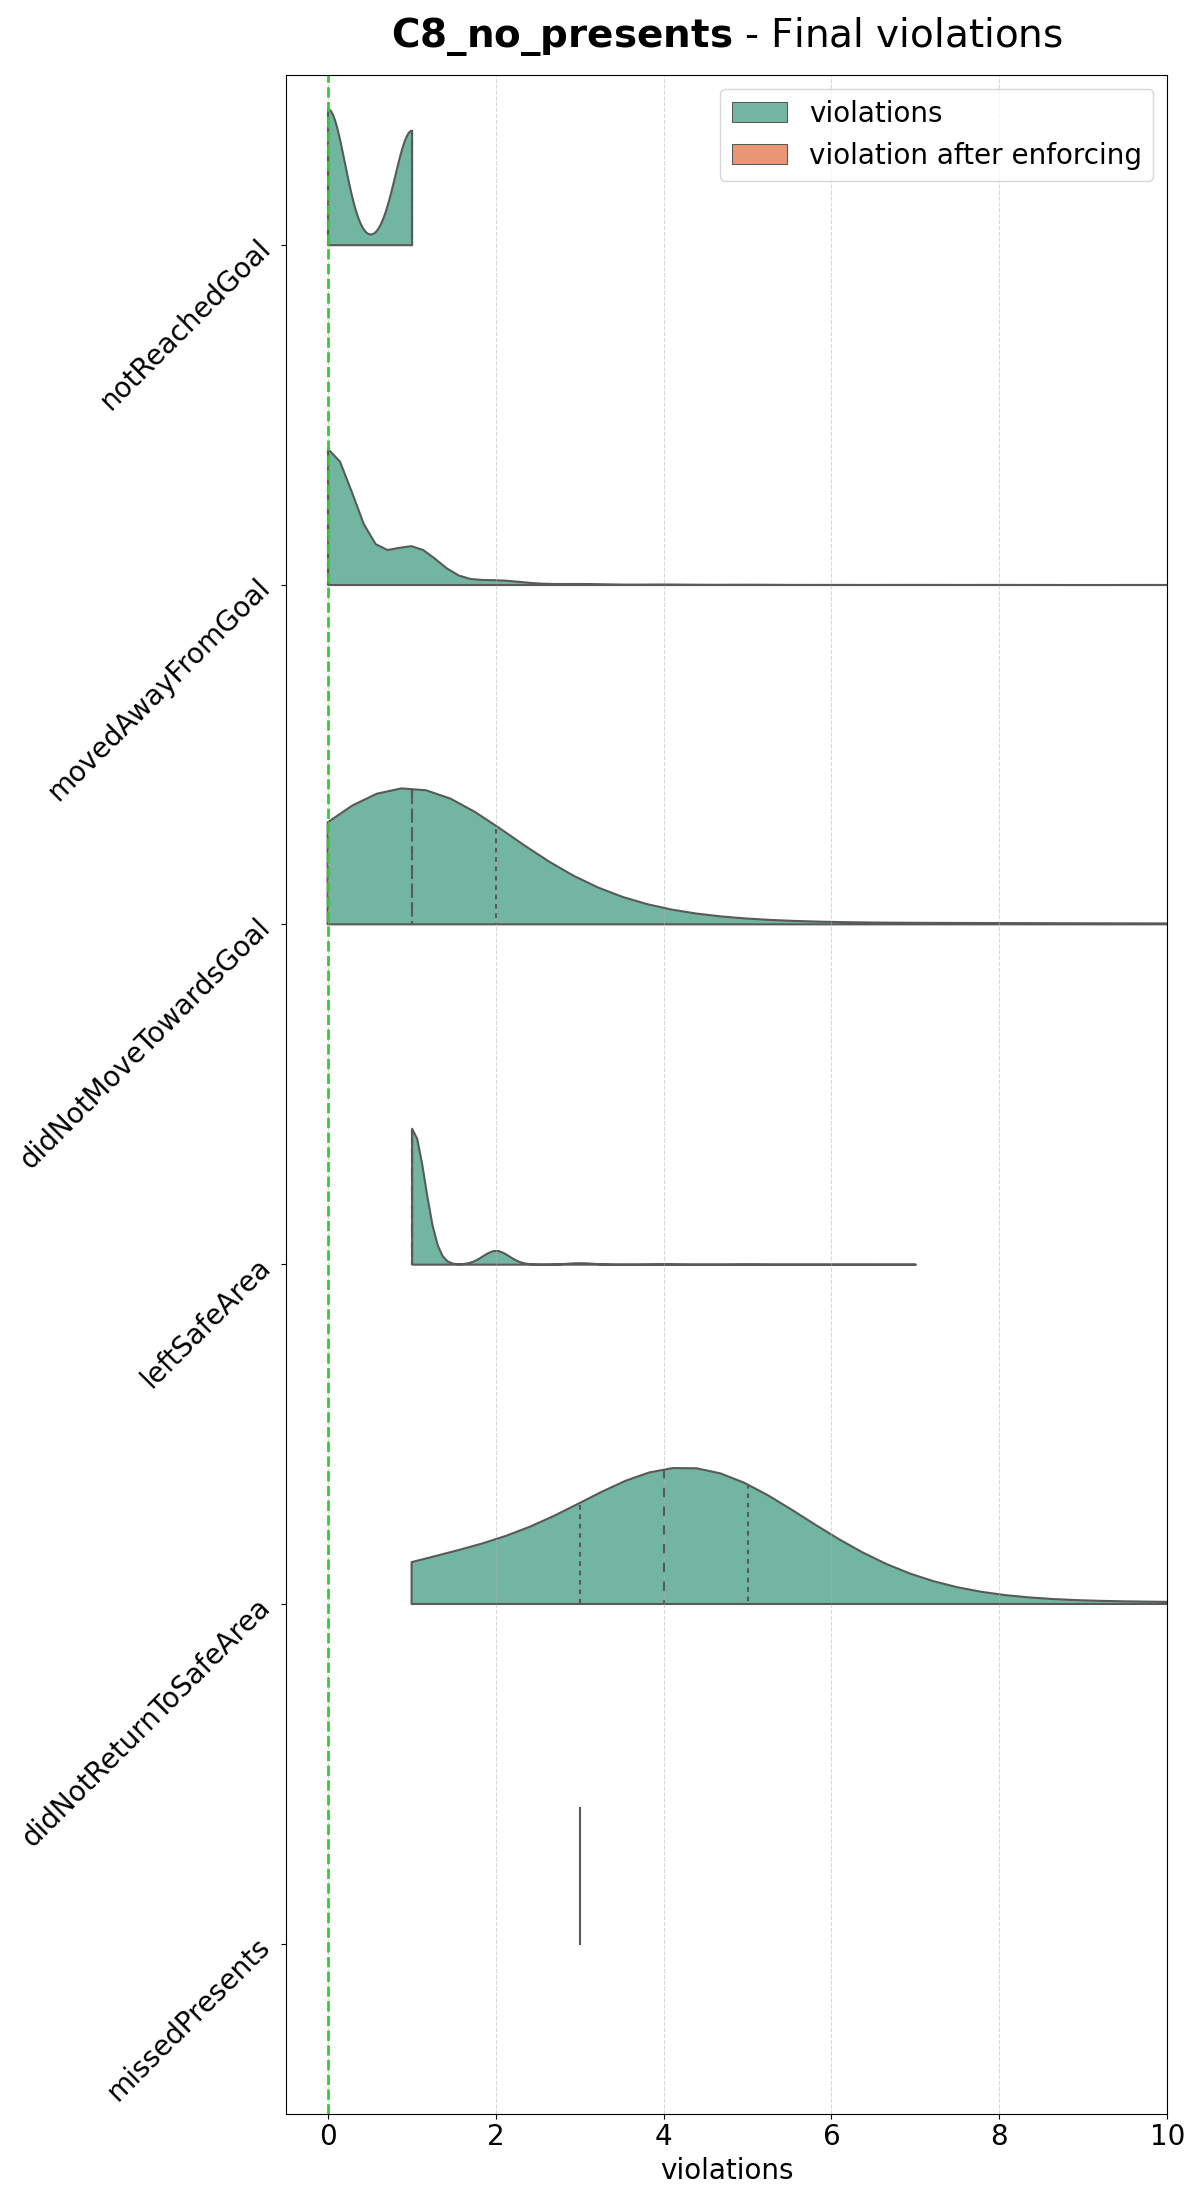 C8_no_presents - Final violations
violations
violation after enforcing
notReachedGoal
movedAwayFromGoal
didNotMoveTowardsGoal
leftSafeArea
didNotReturnToSafeArea
missedPresents
0 2 4 6 8 10
violations